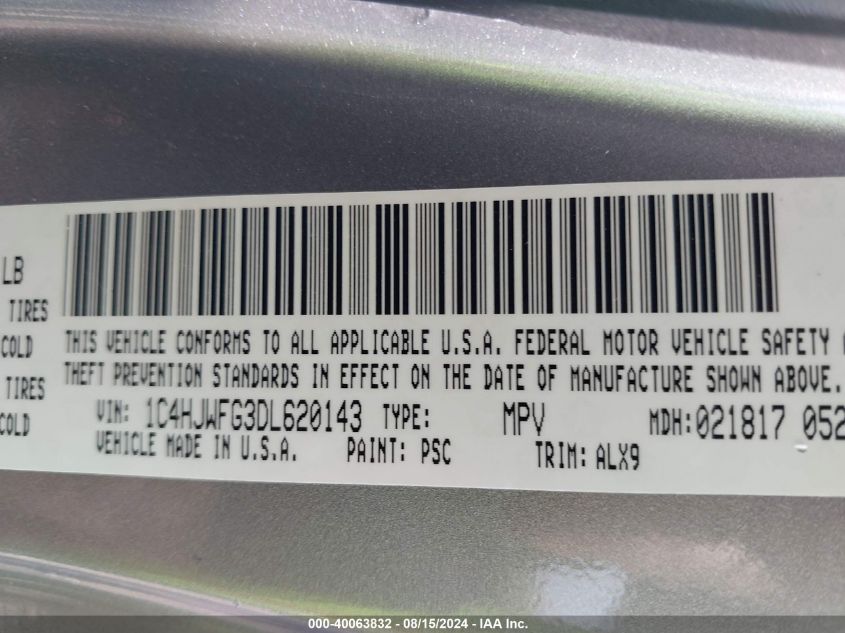 LB
TIRES
COLD
TIRES
COLD
THIS VEHICLE CONFORMS TO ALL APPLICABLE U.S.A. FEDERAL MOTOR VEHICLE SAFETY
THEFT PREVENTION STANDARDS IN EFFECT ON THE DATE OF MANUFACTURE SHOWN ABOVE.
VIN: 1C4HJWFG3DL620143 TYPE: MPV MDH:021817 052
VEHICLE MADE IN U.S.A. PAINT: PSC TRIM: ALX9
000-40063832 - 08/15/2024 - IAA Inc.